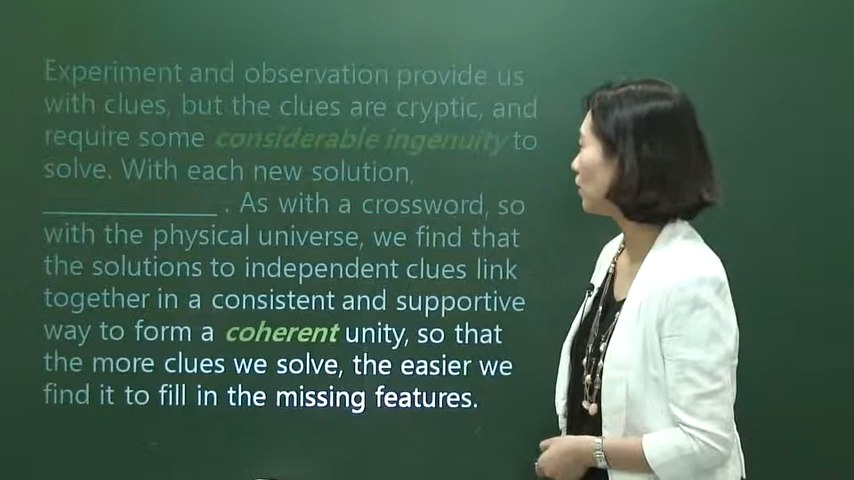 Experiment and observation provide us
with clues, but the clues are cryptic, and
require some considerable ingenuity to
solve. With each new solution,
____________ . As with a crossword, so
with the physical universe, we find that
the solutions to independent clues link
together in a consistent and supportive
way to form a coherent unity, so that
the more clues we solve, the easier we
find it to fill in the missing features.